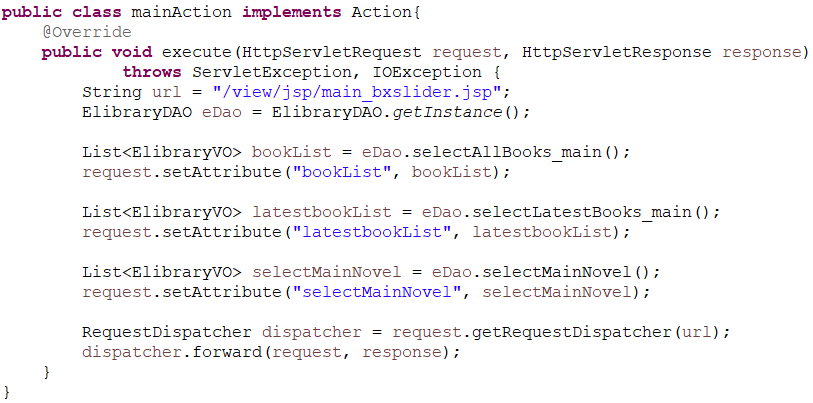 public class mainAction implements Action{
    @Override
    public void execute(HttpServletRequest request, HttpServletResponse response)
            throws ServletException, IOException {
        String url = "/view/jsp/main_bxslider.jsp";
        ElibraryDAO eDao = ElibraryDAO.getInstance();

        List<ElibraryVO> bookList = eDao.selectAllBooks_main();
        request.setAttribute("bookList", bookList);

        List<ElibraryVO> latestbookList = eDao.selectLatestBooks_main();
        request.setAttribute("latestbookList", latestbookList);

        List<ElibraryVO> selectMainNovel = eDao.selectMainNovel();
        request.setAttribute("selectMainNovel", selectMainNovel);

        RequestDispatcher dispatcher = request.getRequestDispatcher(url);
        dispatcher.forward(request, response);
    }
}